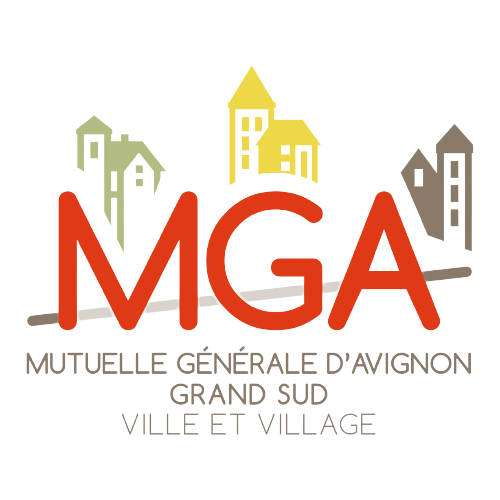 MGA
MUTUELLE GÉNÉRALE D'AVIGNON
GRAND SUD
VILLE ET VILLAGE